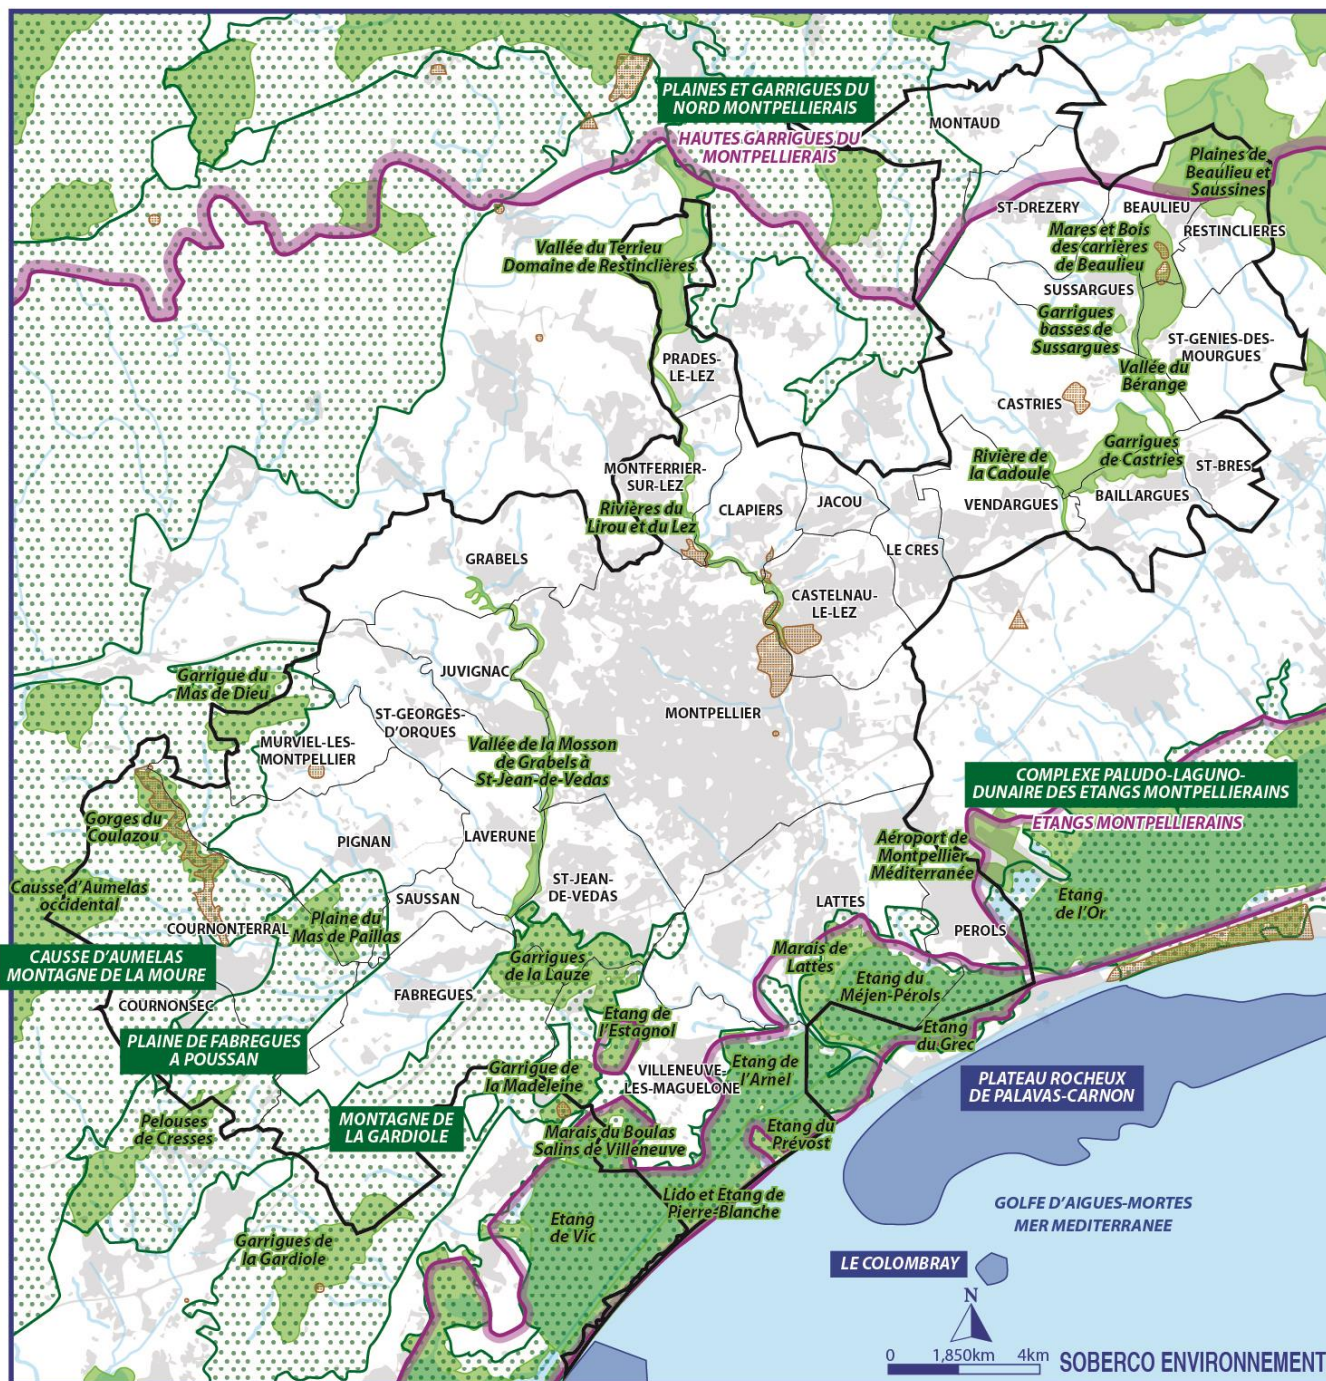 PLAINES ET GARRIGUES DU
NORD MONTPELLIERAIS
HAUTES GARRIGUES DU
MONTPELLIERAIS
MONTAUD
Plaines de
Beaulieu et
Saussines
ST-DREZERY
BEAULIEU
RESTINCLIERES
Mares et Bois
des carrières
de Beaulieu
Vallée du Terrieu
Domaine de Restinclières
SUSSARGUES
Garrigues
basses de
Sussargues
ST-GENIES-DES-
MOURGUES
PRADES-
LE-LEZ
Vallée du
Bérange
CASTRIES
Garrigues
de Castries
Rivière de
la Cadoule
ST-BRES
MONTFERRIER-
SUR-LEZ
BAILLARGUES
VENDARGUES
JACOU
CLAPIERS
Rivières du
Lirou et du Lez
LE CRES
GRABELS
CASTELNAU-
LE-LEZ
JUVIGNAC
Garrigue du
Mas de Dieu
ST-GEORGES-
D'ORQUES
MONTPELLIER
MURVIEL-LES-
MONTPELLIER
Vallée de la Mosson
de Grabels à
St-Jean-de-Vedas
COMPLEXE PALUDO-LAGUNO-
DUNAIRE DES ETANGS MONTPELLIERAINS
ETANGS MONTPELLIERAINS
Gorges du
Coulazou
PIGNAN
LAVERUNE
Aéroport de
Montpellier
Méditerranée
Causse d'Aumelas
occidental
ST-JEAN-
DE-VEDAS
SAUSSAN
LATTES
Etang
de l'Or
Plaine du
Mas de Paillas
COURNONTERRAL
PEROLS
CAUSSE D'AUMELAS
MONTAGNE DE LA MOURE
Garrigues
de la Lauze
Marais de
Lattes
Etang du
Méjen-Pérols
FABREGUES
COURNONSEC
Etang de
l'Estagnol
Etang
du Grec
PLAINE DE FABREGUES
A POUSSAN
Garrigue de
la Madeleine
VILLENEUVE-
LES-MAGUELONE
Etang de
l'Arnel
PLATEAU ROCHEUX
DE PALAVAS-CARNON
MONTAGNE DE
LA GARDIOLE
Pelouses
de Cresses
Marais du Boulas
Salins de Villeneuve
Etang du
Prévost
Lido et Etang de
Pierre-Blanche
GOLFE D'AIGUES-MORTES
MER MEDITERRANEE
Etang
de Vic
Garrigues de
la Gardiole
LE COLOMBRAY
N
0 1,850km 4km
SOBERCO ENVIRONNEMENT